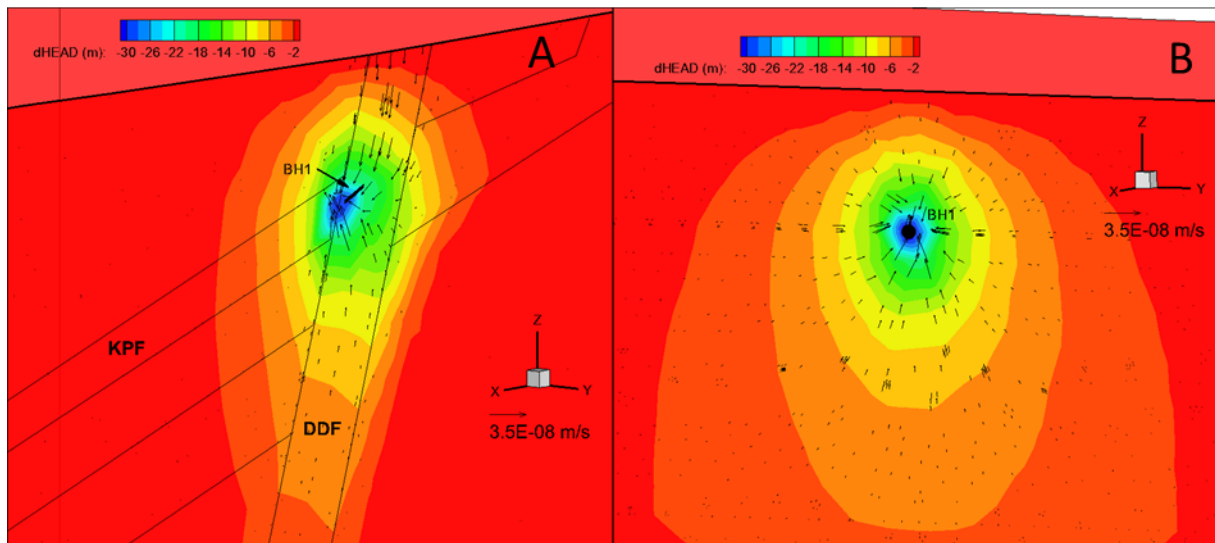 -30 -26 -22 -18 -14 -10 -6 -2
dHEAD (m):
A
BH1
KPF
DDF
Z
X
Y
3.5E-08 m/s
-30 -26 -22 -18 -14 -10 -6 -2
dHEAD (m):
B
Z
X
Y
3.5E-08 m/s
BH1